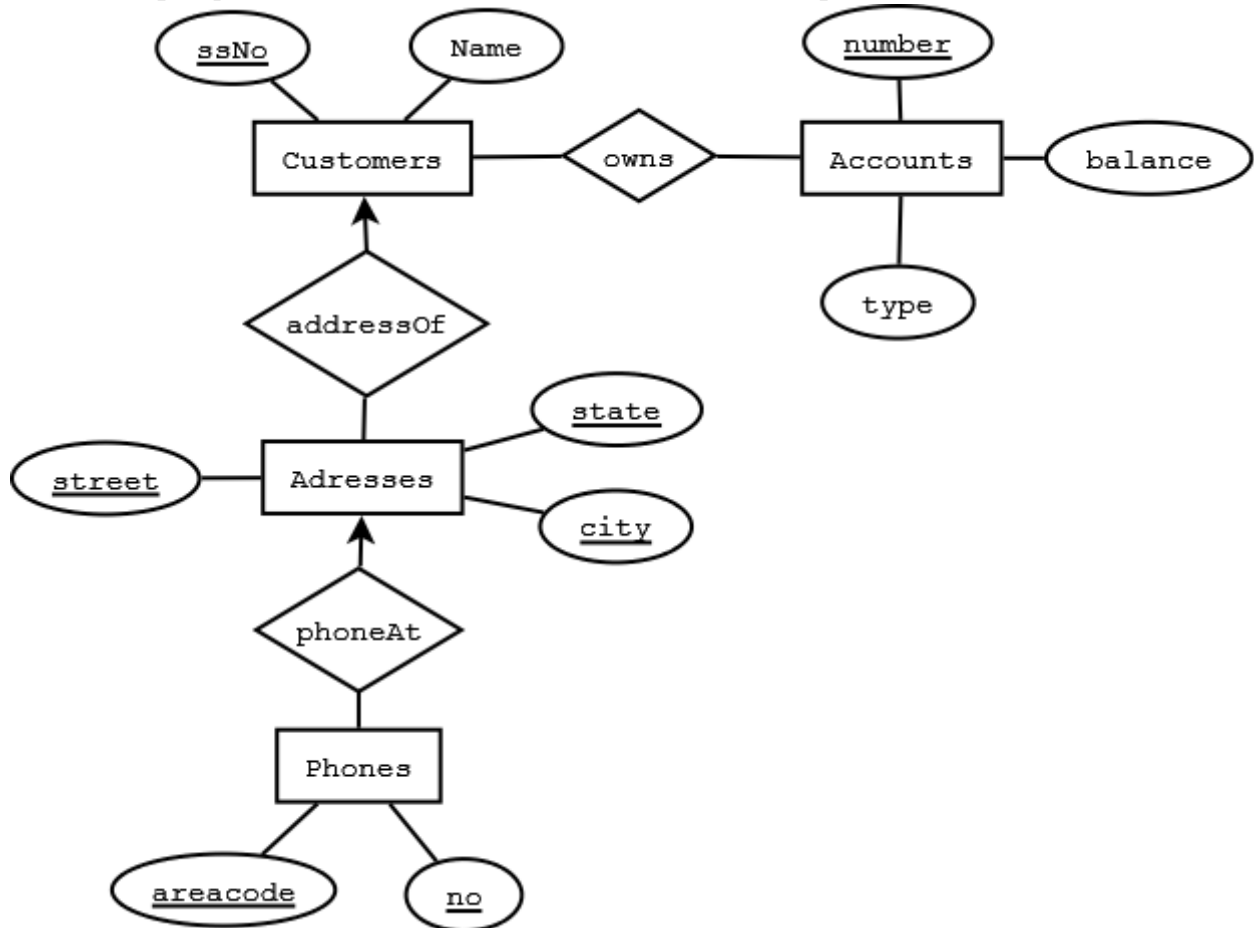 ssNo
Name
number
Customers
owns
Accounts
balance
type
addressOf
state
street
Adresses
city
phoneAt
Phones
areacode
no